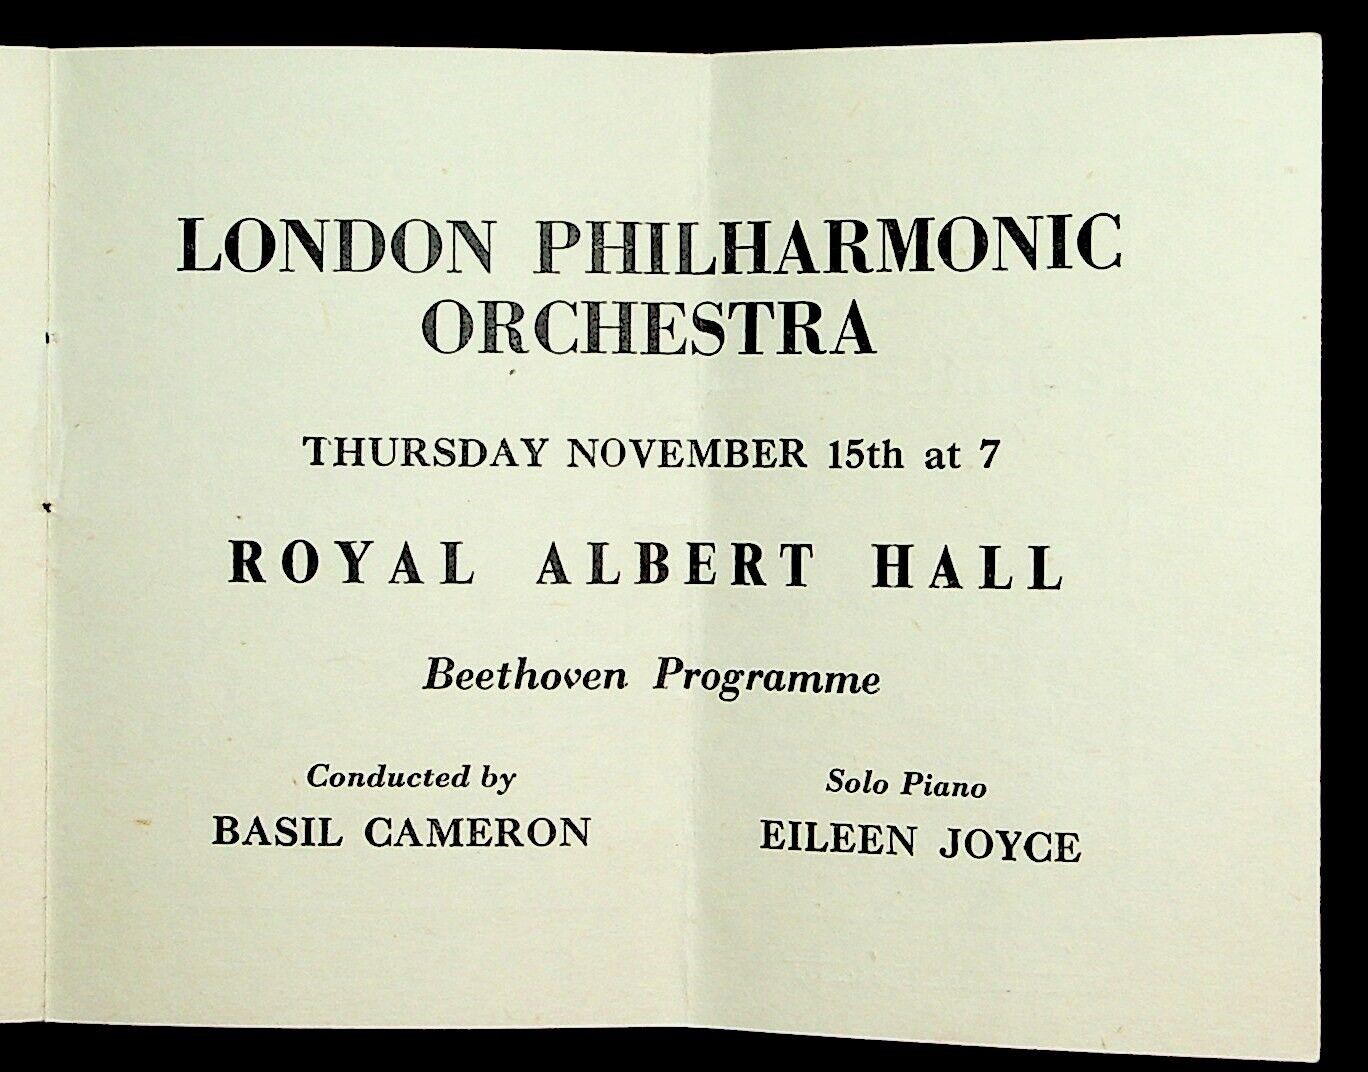 LONDON PHILHARMONIC
ORCHESTRA
THURSDAY NOVEMBER 15th at 7
ROYAL ALBERT HALL
Beethoven Programme
Conducted by
BASIL CAMERON
Solo Piano
EILEEN JOYCE